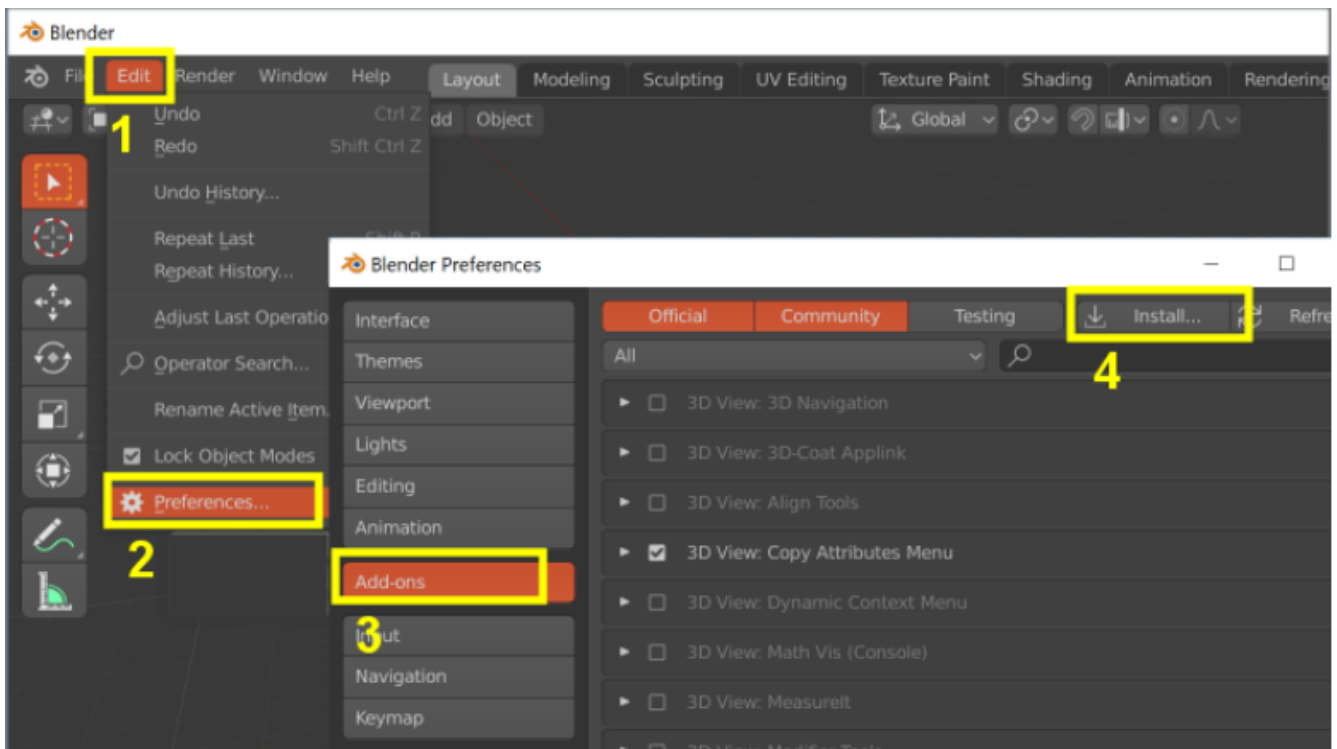 Blender
Edit Render Window Help Layout Modeling Sculpting UV Editing Texture Paint Shading Animation Rendering
1
Undo Ctrl Z
Object Global
Redo Shift Ctrl Z
Undo History...
Repeat Last
Repeat History...
Adjust Last
Operator Search...
Rename Active
Lock Object Modes
Preferences...
2
Blender Preferences
Interface
Themes
Viewport
Lights
Editing
Animation
Add-ons
3
Navigation
Keymap
Official Community Testing Install...
4
All
3D View: 3D Navigation
3D View: 3D-Coat Applink
3D View: Align Tools
3D View: Copy Attributes Menu
3D View: Dynamic Context Menu
3D View: Math Vis (Console)
3D View: MeasureIt